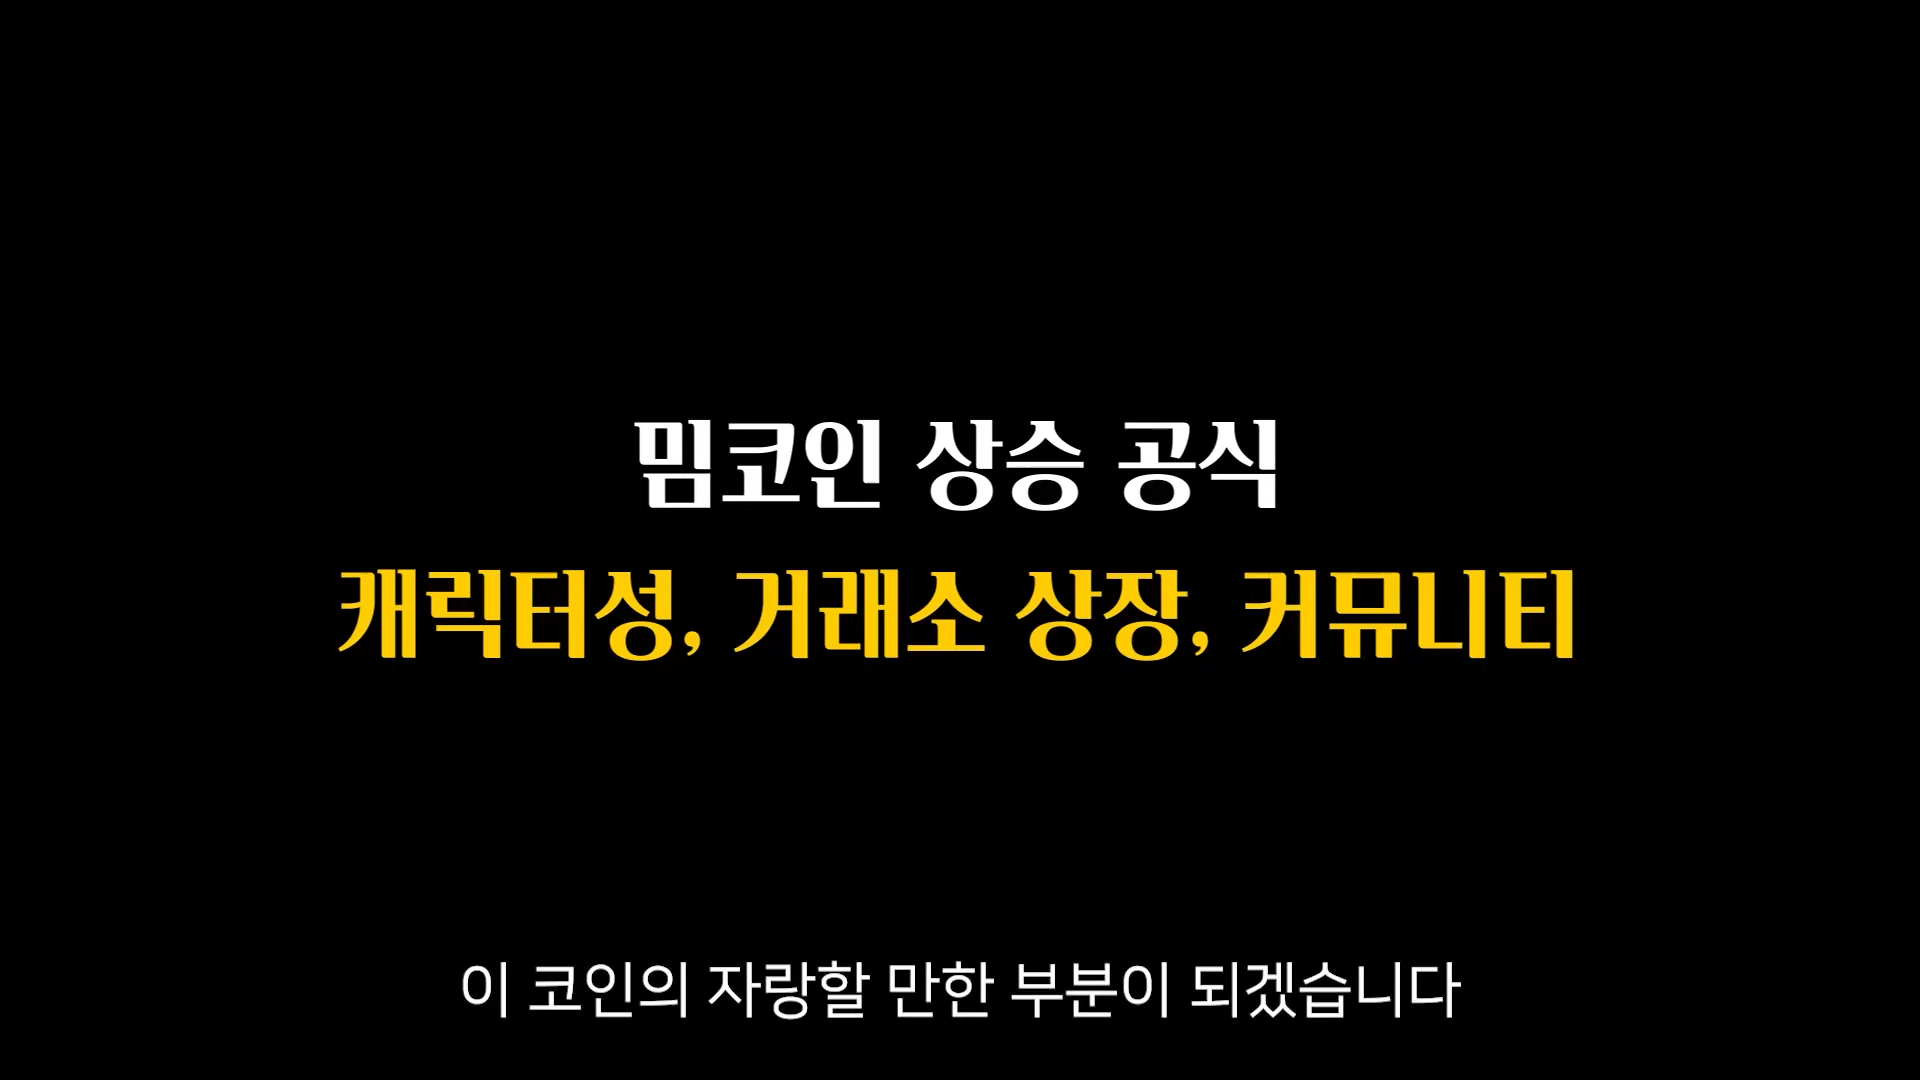 밈코인 상승 공식
캐릭터성, 거래소 상장, 커뮤니티
이 코인의 자랑할 만한 부분이 되겠습니다